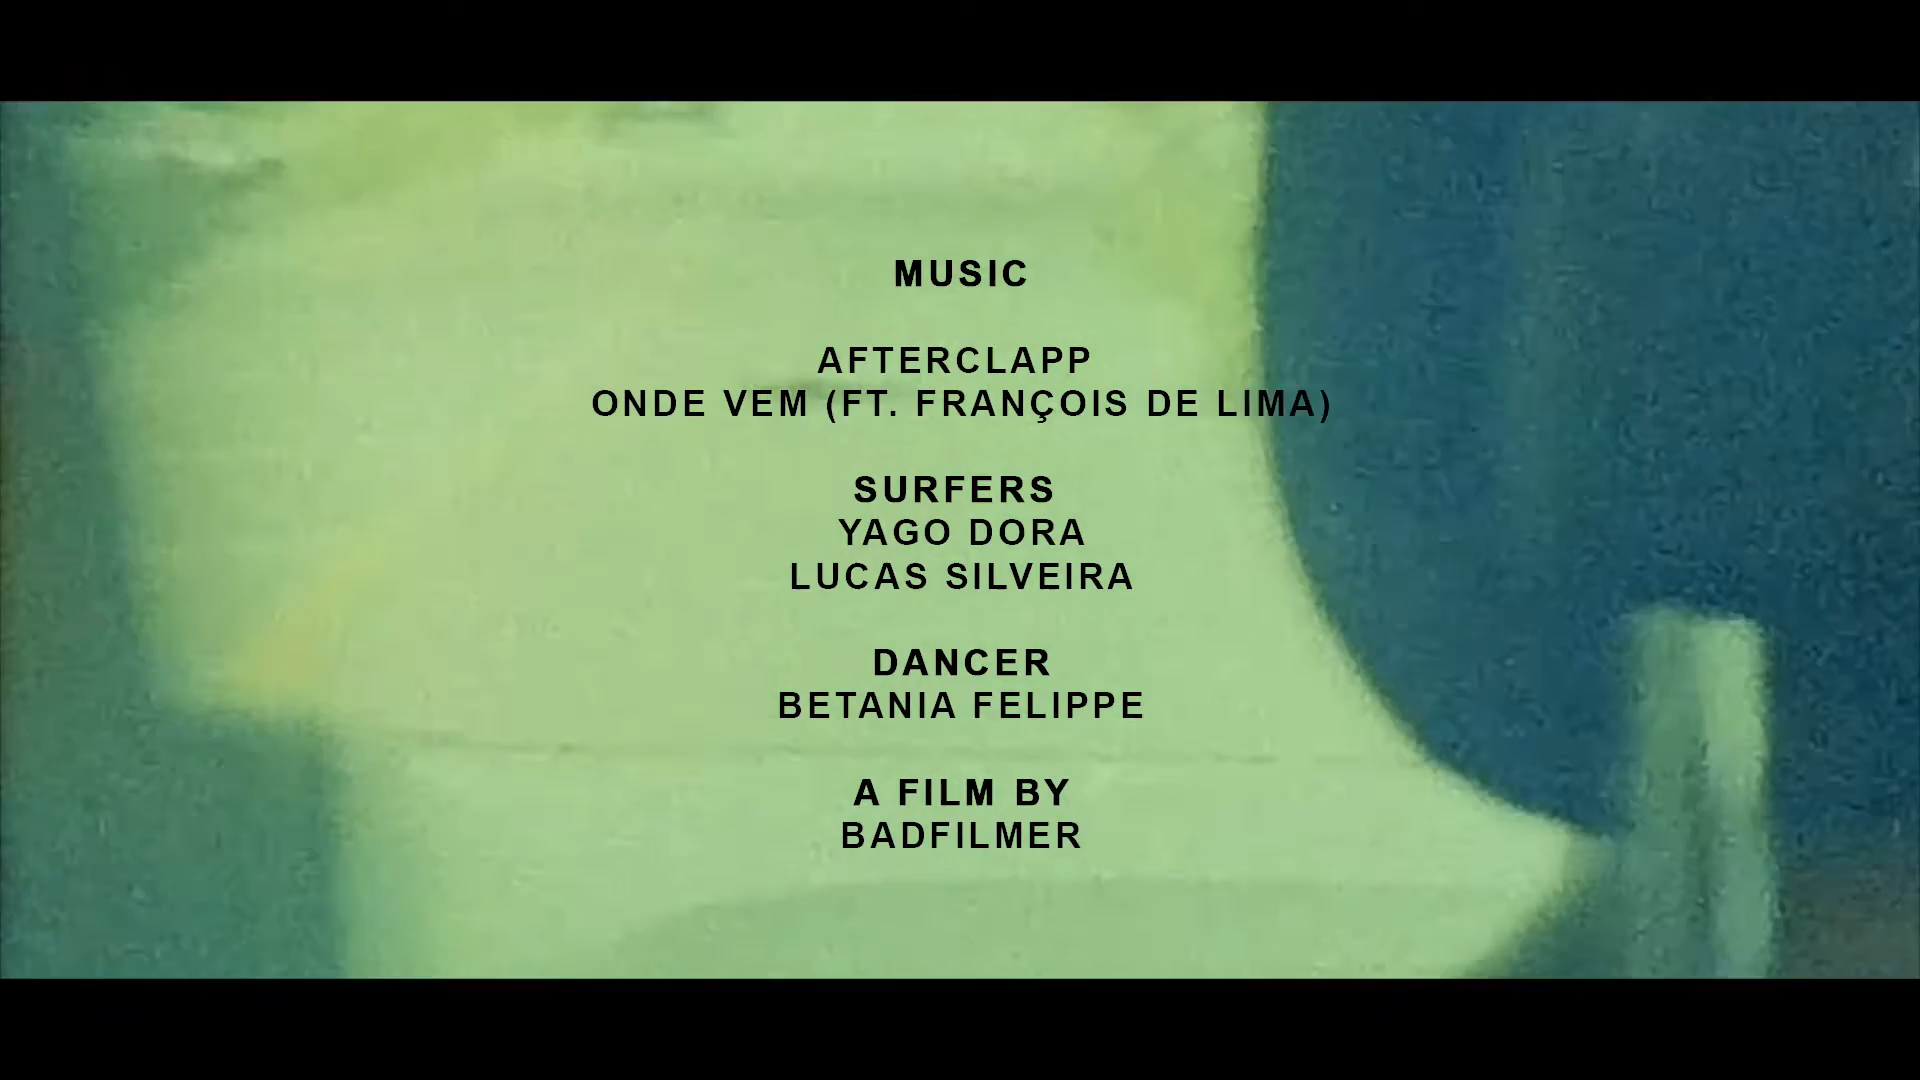 MUSIC
AFTERCLAPP
ONDE VEM (FT. FRANÇOIS DE LIMA)
SURFERS
YAGO DORA
LUCAS SILVEIRA
DANCER
BETANIA FELIPPE
A FILM BY
BADFILMER